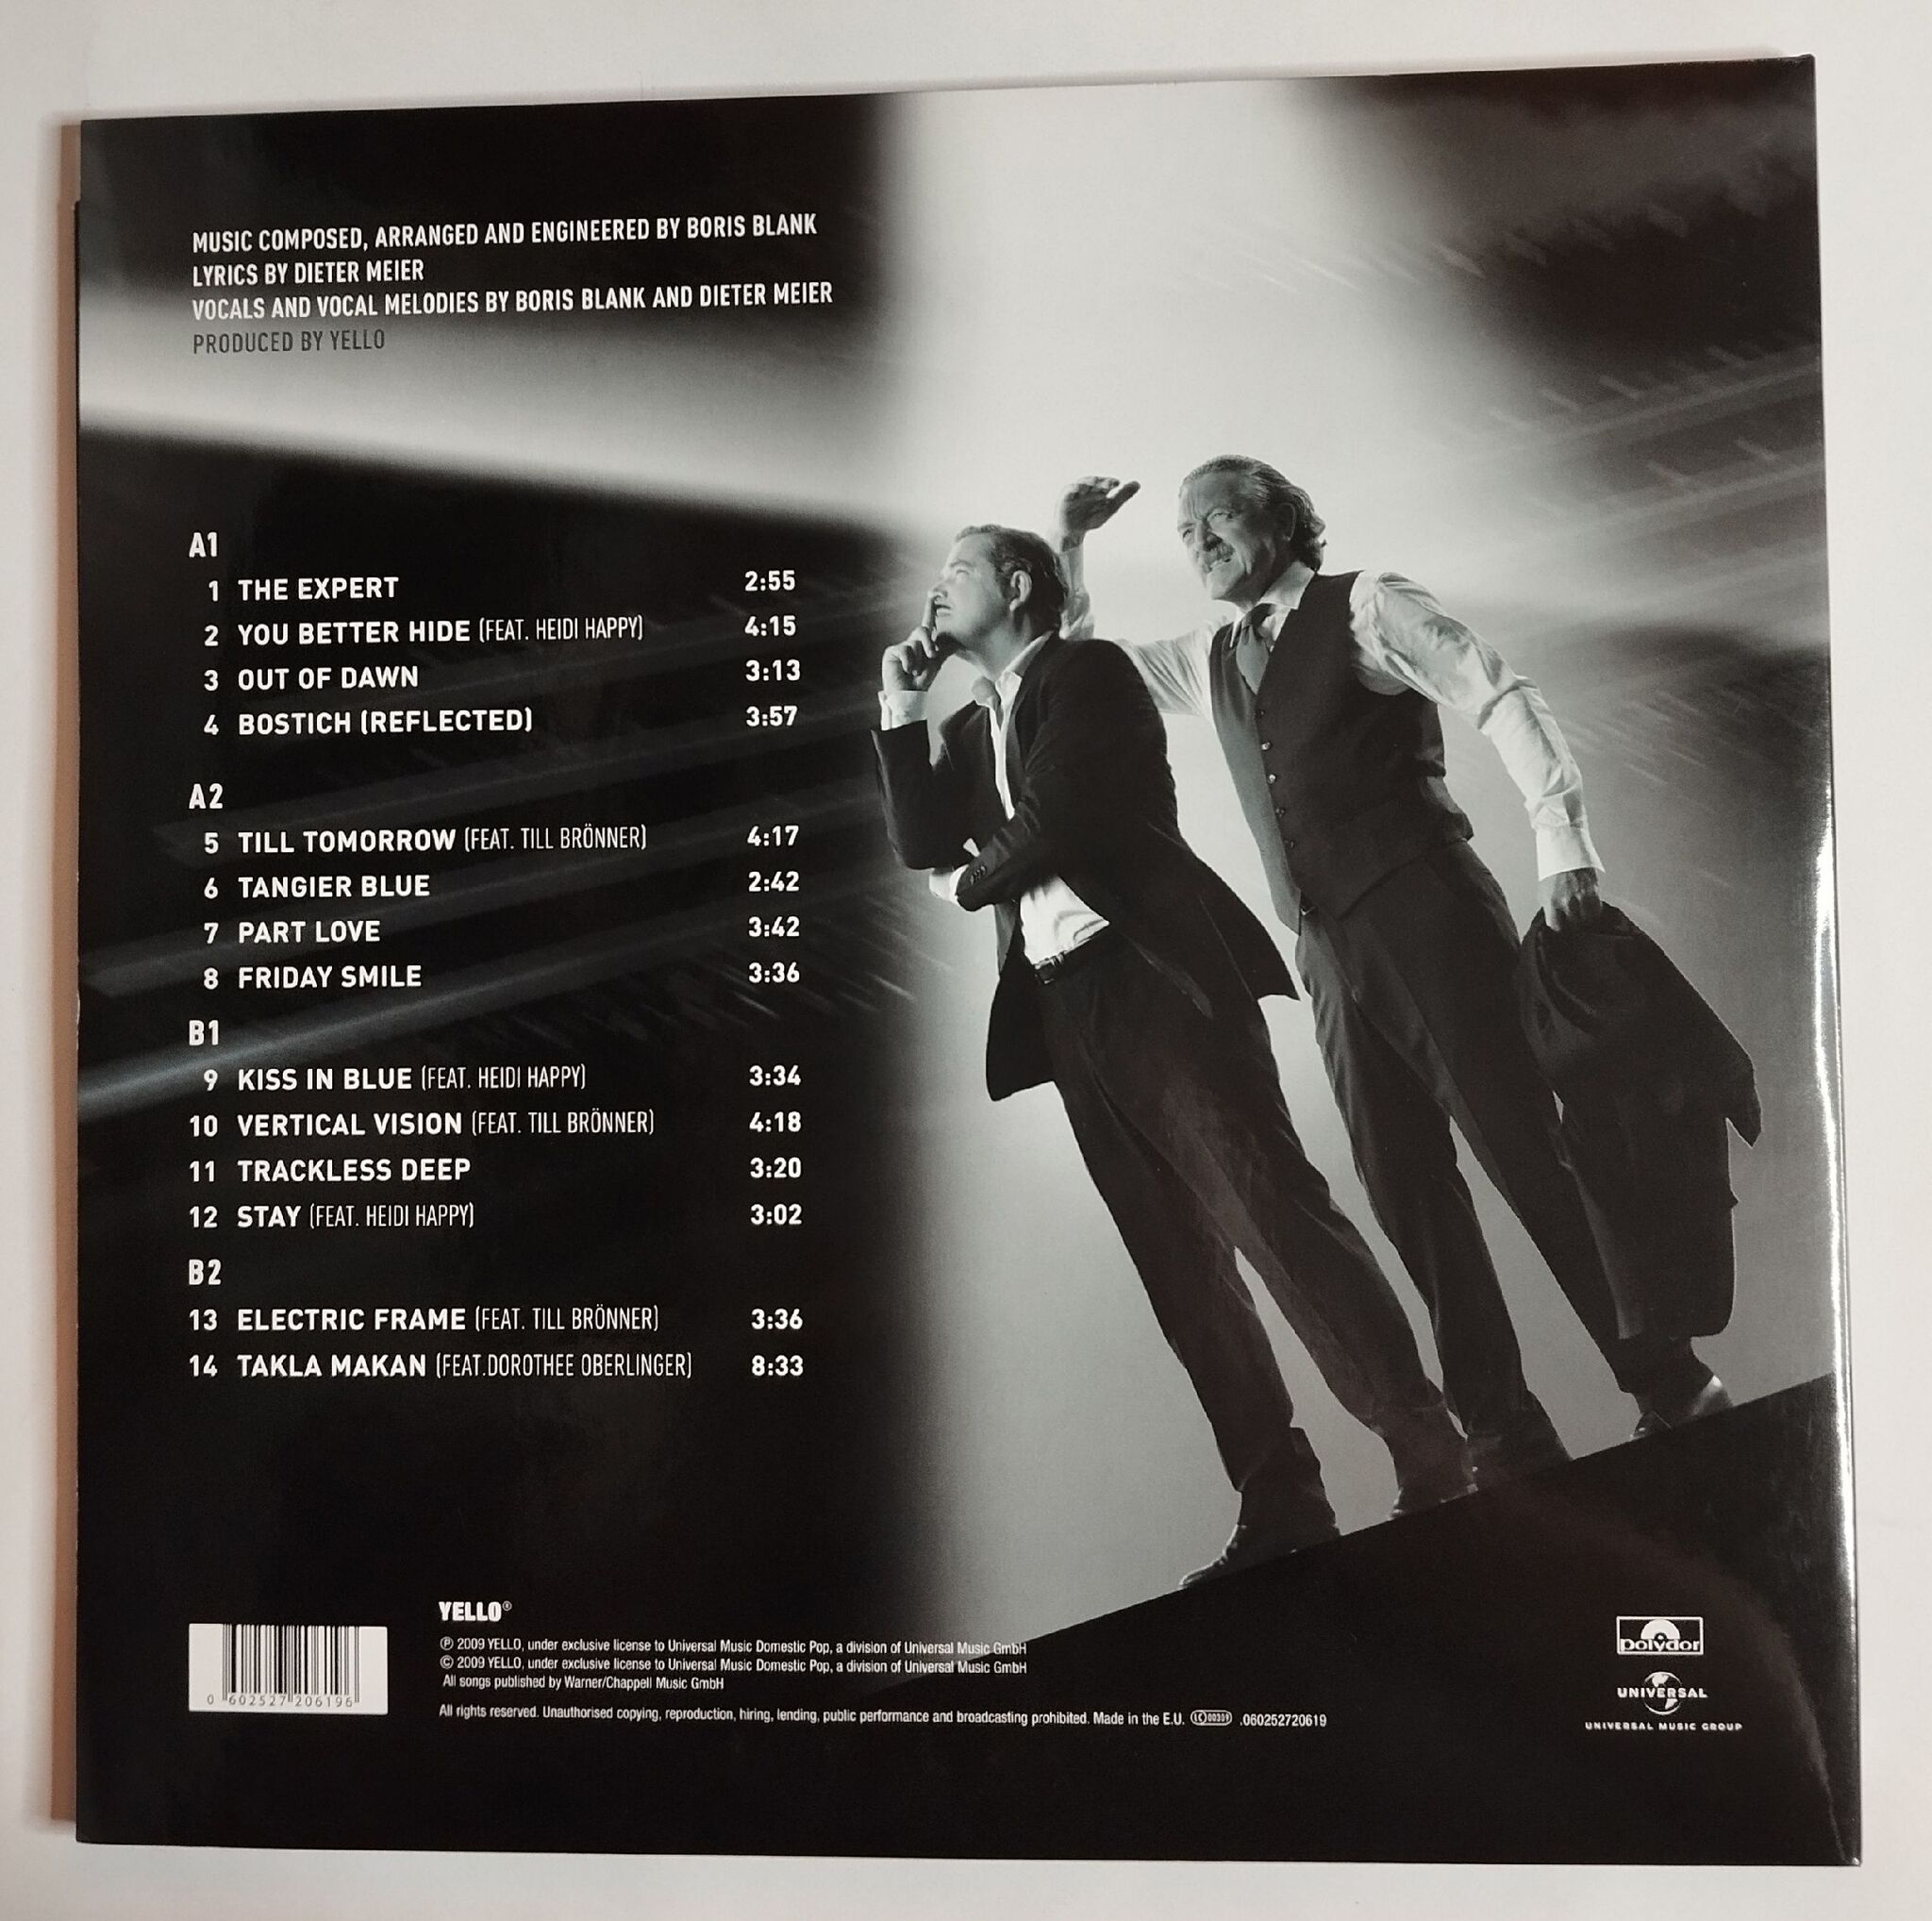 MUSIC COMPOSED, ARRANGED AND ENGINEERED BY BORIS BLANK
LYRICS BY DIETER MEIER
VOCALS AND VOCAL MELODIES BY BORIS BLANK AND DIETER MEIER
PRODUCED BY YELLO
A1
1 THE EXPERT 2:55
2 YOU BETTER HIDE (FEAT. HEIDI HAPPY) 4:15
3 OUT OF DAWN 3:13
4 BOSTICH (REFLECTED) 3:57
A2
5 TILL TOMORROW (FEAT. TILL BRÖNNER) 4:17
6 TANGIER BLUE 2:42
7 PART LOVE 3:42
8 FRIDAY SMILE 3:36
B1
9 KISS IN BLUE (FEAT. HEIDI HAPPY) 3:34
10 VERTICAL VISION (FEAT. TILL BRÖNNER) 4:18
11 TRACKLESS DEEP 3:20
12 STAY (FEAT. HEIDI HAPPY) 3:02
B2
13 ELECTRIC FRAME (FEAT. TILL BRÖNNER) 3:36
14 TAKLA MAKAN (FEAT.DOROTHEE OBERLINGER) 8:33
YELLO®
℗ 2009 YELLO, under exclusive license to Universal Music Domestic Pop, a division of Universal Music GmbH
© 2009 YELLO, under exclusive license to Universal Music Domestic Pop, a division of Universal Music GmbH
All songs published by Warner/Chappell Music GmbH
All rights reserved. Unauthorised copying, reproduction, hiring, lending, public performance and broadcasting prohibited. Made in the E.U. LC 00309 .060252720619
0 602527 206196
polydor
UNIVERSAL
UNIVERSAL MUSIC GROUP